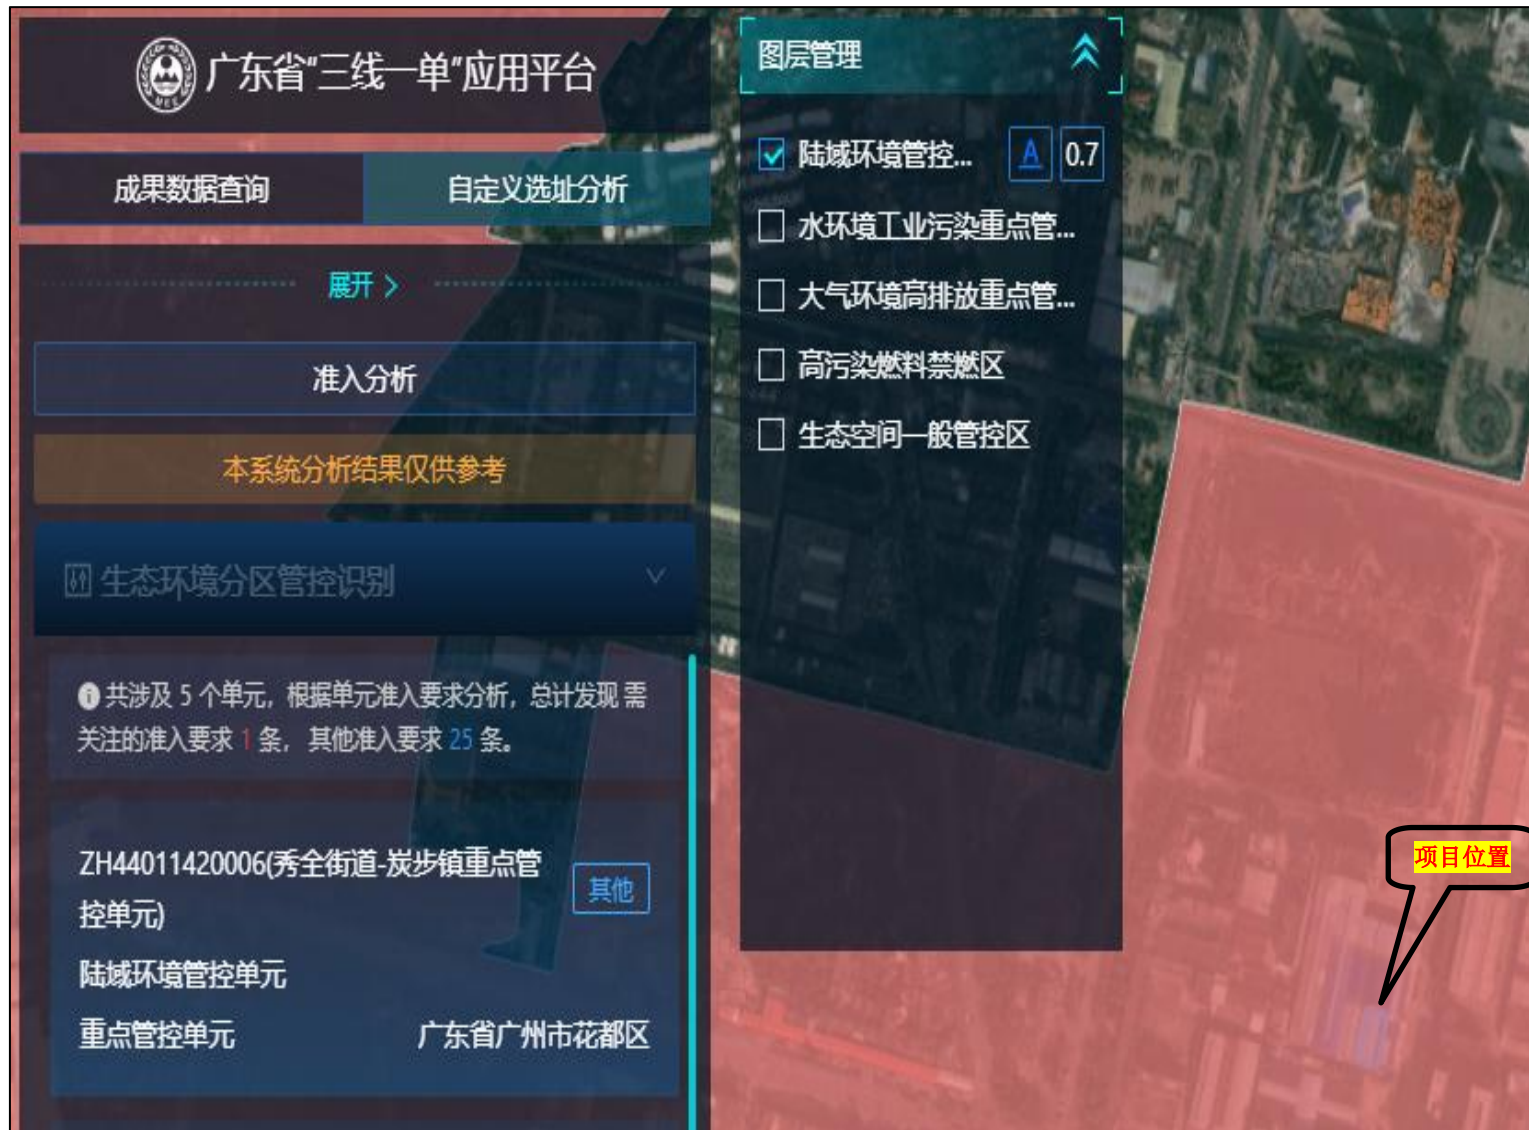 广东省"三线一单"应用平台
成果数据查询
自定义选址分析
展开 >
准入分析
本系统分析结果仅供参考
生态环境分区管控识别
共涉及 5 个单元，根据单元准入要求分析，总计发现 需
关注的准入要求 1 条， 其他准入要求 25 条。
ZH44011420006(秀全街道-炭步镇重点管
控单元)
其他
陆域环境管控单元
重点管控单元
广东省广州市花都区
图层管理
陆域环境管控...
A
0.7
水环境工业污染重点管...
大气环境高排放重点管...
高污染燃料禁燃区
生态空间一般管控区
项目位置
MEE